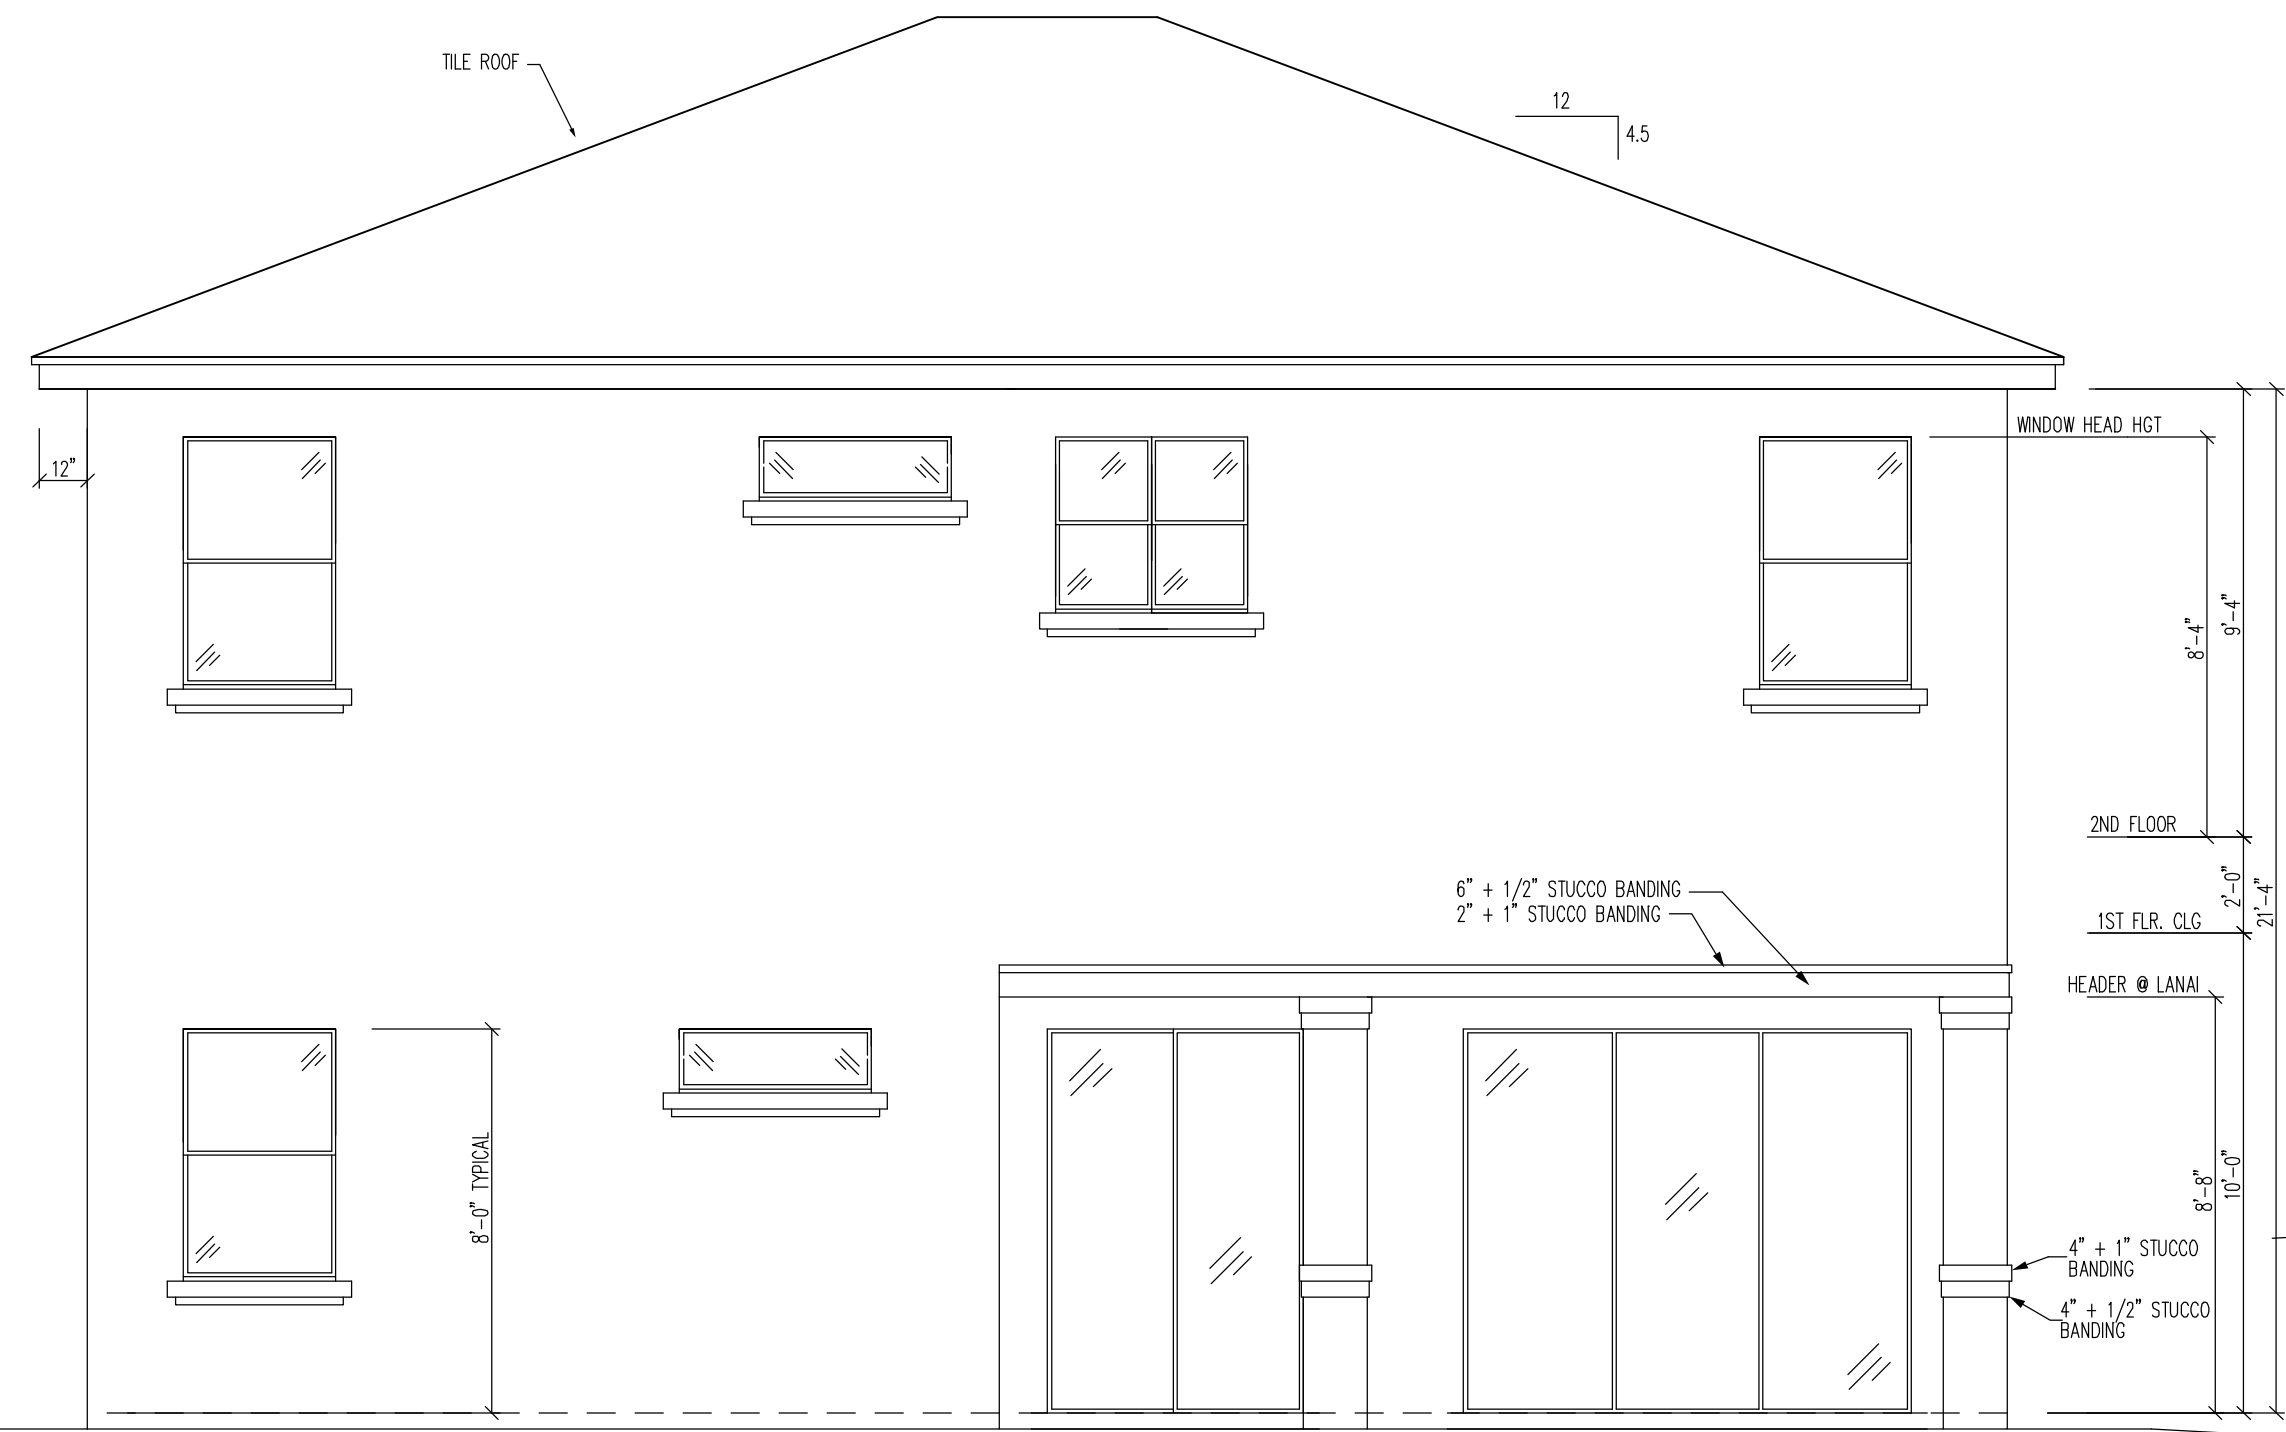 TILE ROOF
12
4.5
12"
WINDOW HEAD HGT
8'-4"
9'-4"
2ND FLOOR
2'-0"
21'-4"
6" + 1/2" STUCCO BANDING
2" + 1" STUCCO BANDING
1ST FLR. CLG
HEADER @ LANAI
8'-0" TYPICAL
8'-8"
10'-0"
4" + 1" STUCCO
BANDING
4" + 1/2" STUCCO
BANDING